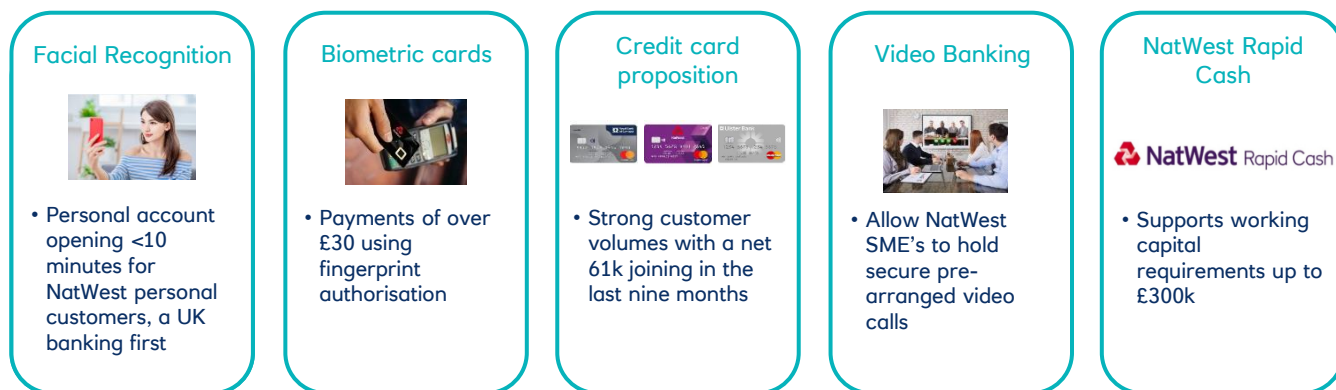 Facial Recognition
• Personal account
opening <10
minutes for
NatWest personal
customers, a UK
banking first
Biometric cards
• Payments of over
£30 using
fingerprint
authorisation
Credit card
proposition
Ulster Bank
• Strong customer
volumes with a net
61k joining in the
last nine months
Video Banking
• Allow NatWest
SME’s to hold
secure pre-
arranged video
calls
NatWest Rapid
Cash
NatWest Rapid Cash
• Supports working
capital
requirements up to
£300k